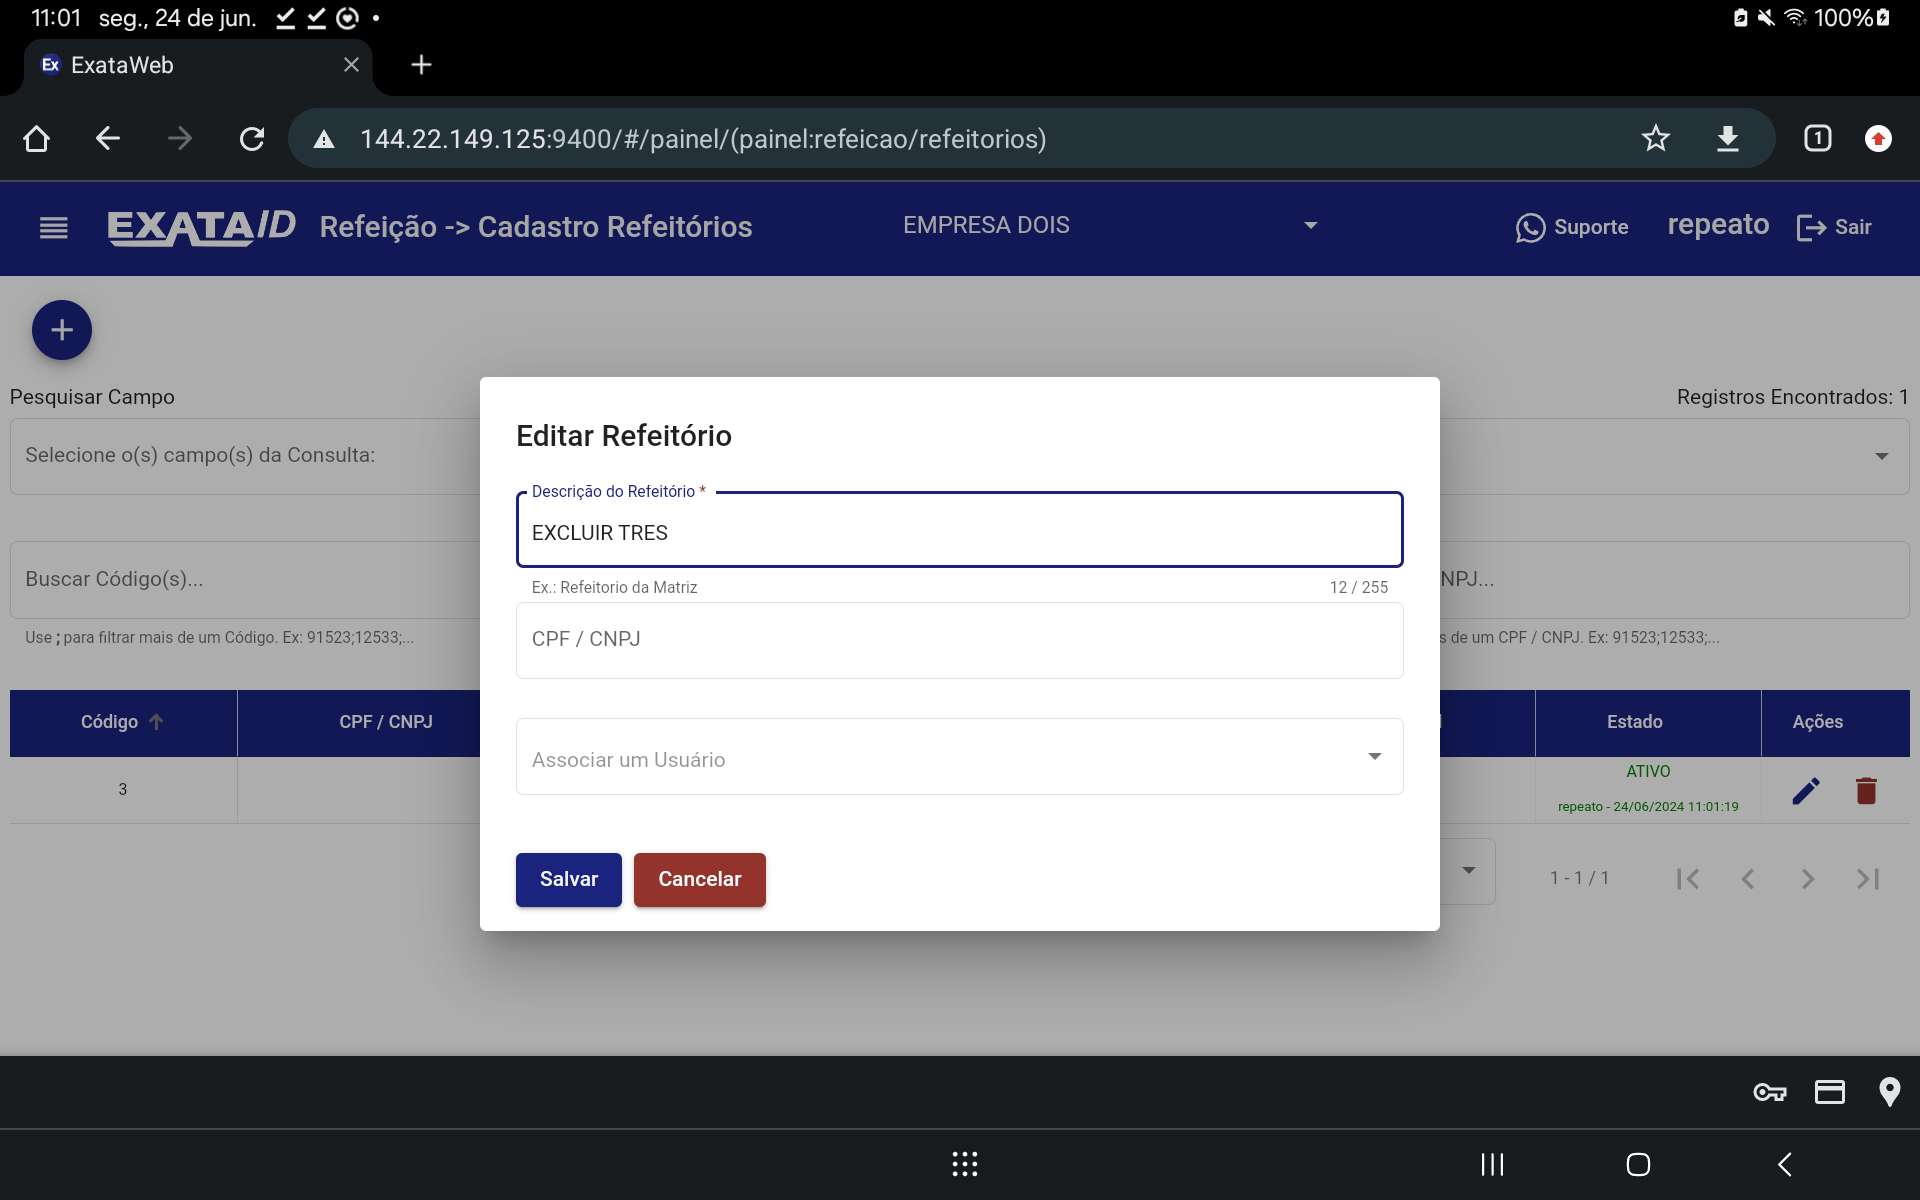 11:01 seg., 24 de jun. 100%
Ex ExataWeb
144.22.149.125:9400/#/painel/(painel:refeicao/refeitorios) 1
EXATAID Refeição -> Cadastro Refeitórios EMPRESA DOIS Suporte repeato Sair
Pesquisar Campo Registros Encontrados: 1
Selecione o(s) campo(s) da Consulta:
Buscar Código(s)... NPJ...
Use ; para filtrar mais de um Código. Ex: 91523;12533;... s de um CPF / CNPJ. Ex: 91523;12533;...
Código CPF / CNPJ Estado Ações
3 ATIVO
repeato - 24/06/2024 11:01:19
1 - 1 / 1
Editar Refeitório
Descrição do Refeitório *
EXCLUIR TRES
Ex.: Refeitorio da Matriz 12 / 255
CPF / CNPJ
Associar um Usuário
Salvar Cancelar